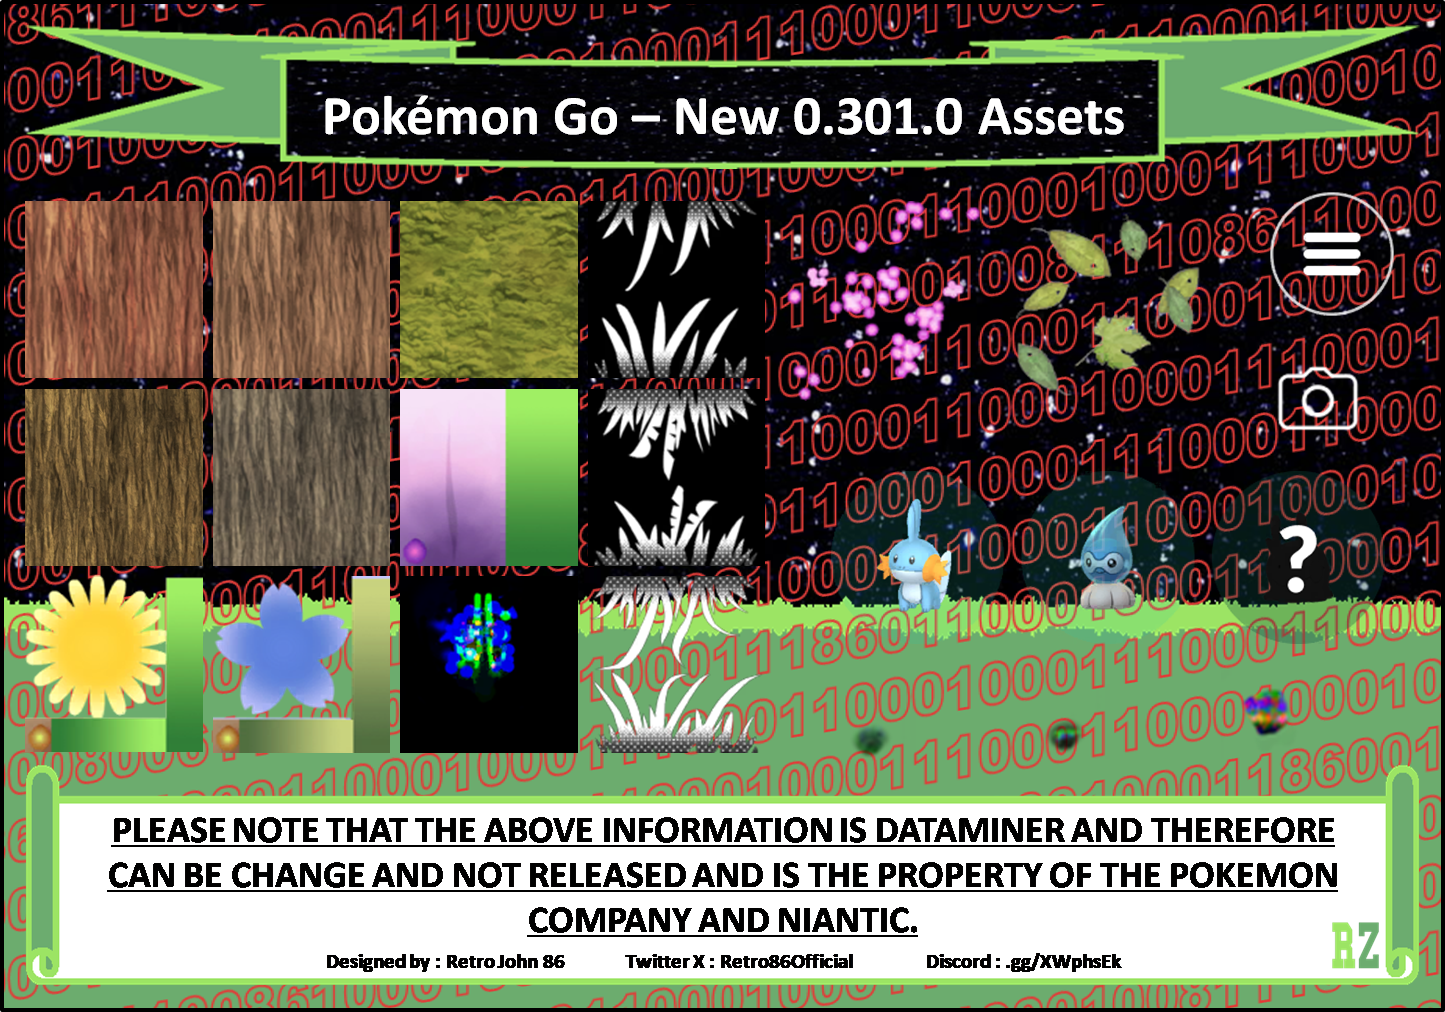 Pokémon Go – New 0.301.0 Assets
?
PLEASE NOTE THAT THE ABOVE INFORMATION IS DATAMINER AND THEREFORE
CAN BE CHANGE AND NOT RELEASED AND IS THE PROPERTY OF THE POKEMON
COMPANY AND NIANTIC.
RZ
Designed by : Retro John 86 Twitter X : Retro86Official Discord : .gg/XWphsEk